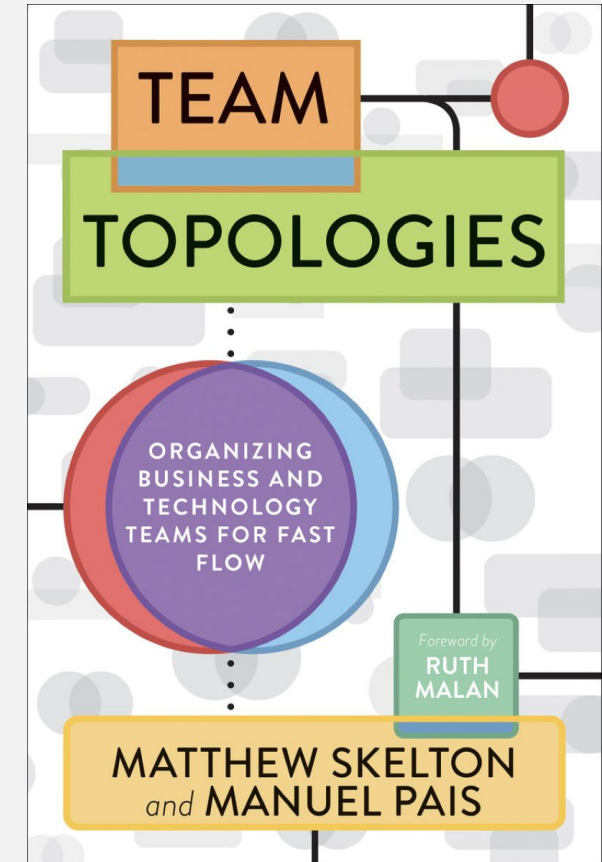 TEAM
TOPOLOGIES
ORGANIZING
BUSINESS AND
TECHNOLOGY
TEAMS FOR FAST
FLOW
Foreword by
RUTH
MALAN
MATTHEW SKELTON
and MANUEL PAIS